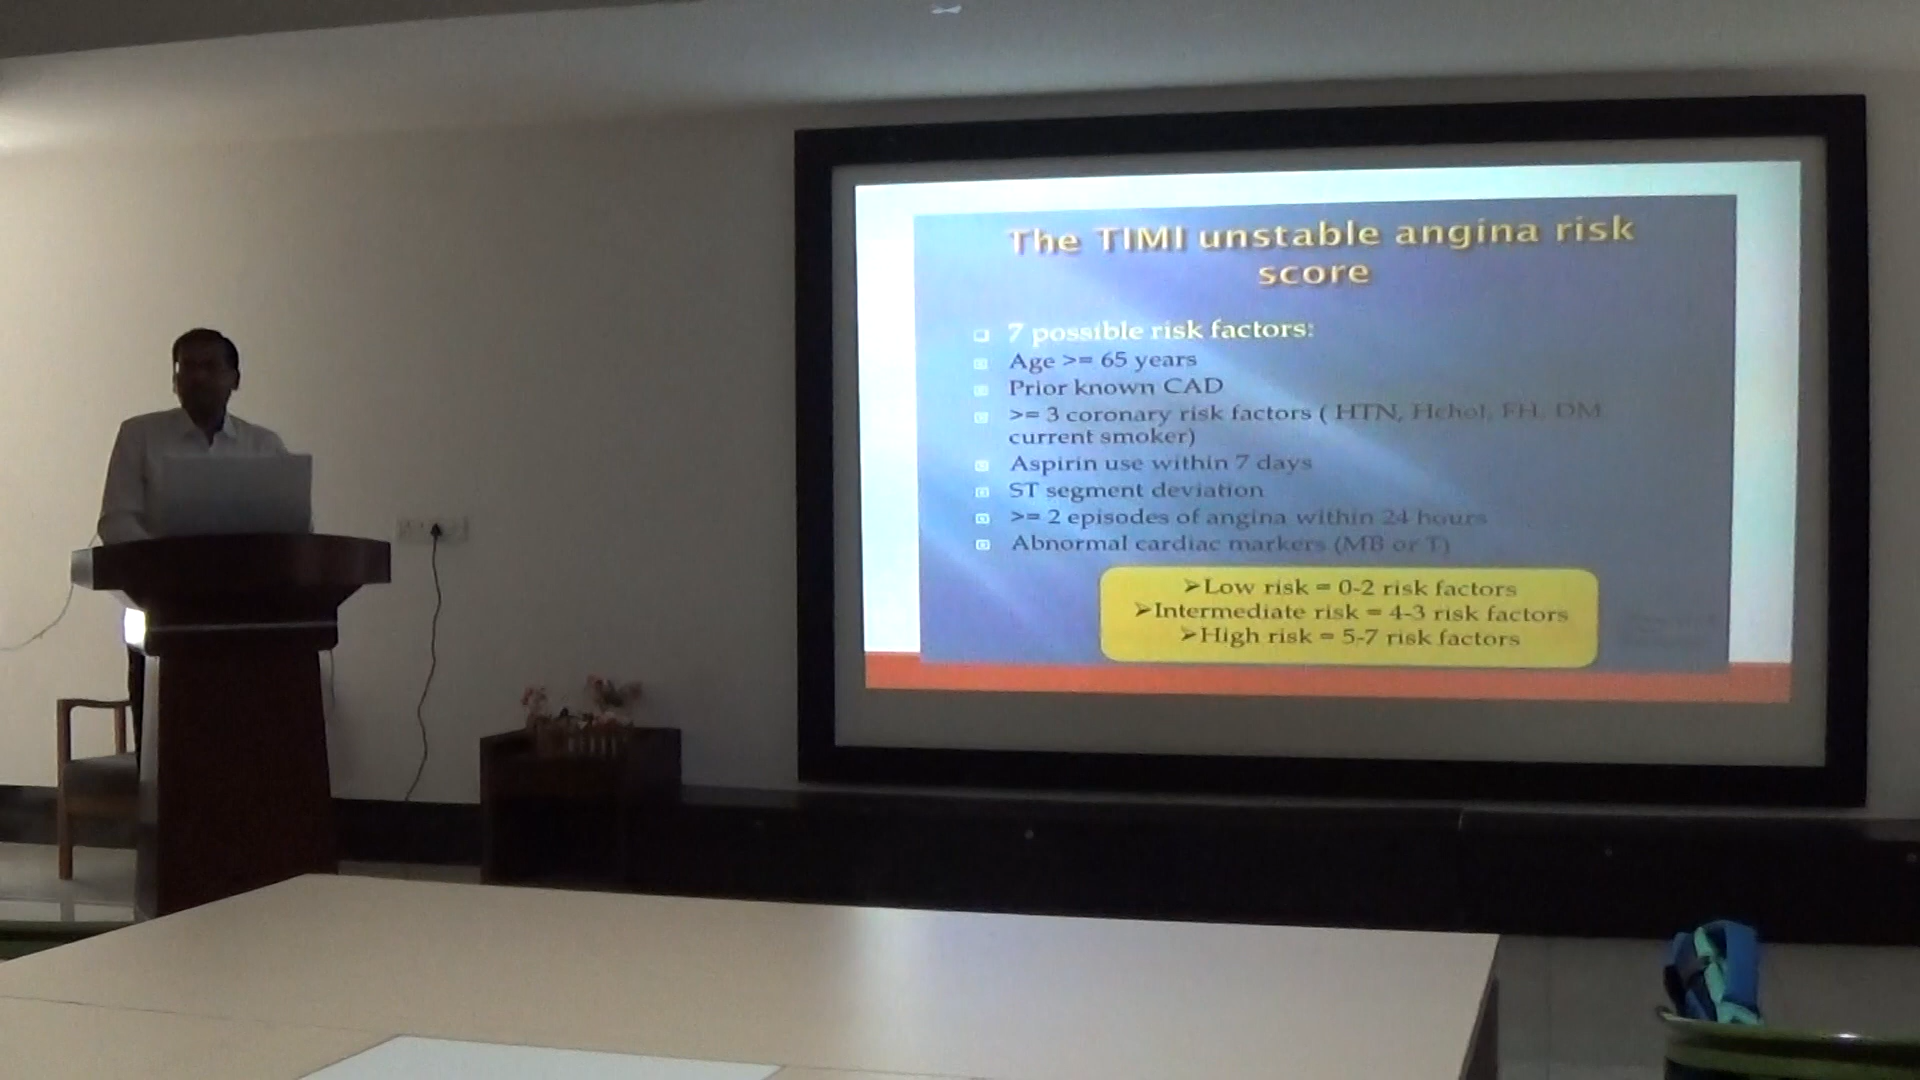 The TIMI unstable angina risk
score
7 possible risk factors:
Age >= 65 years
Prior known CAD
>= 3 coronary risk factors ( HTN, Hchol, FH, DM
current smoker)
Aspirin use within 7 days
ST segment deviation
>= 2 episodes of angina within 24 hours
Abnormal cardiac markers (MB or T)
➢Low risk = 0-2 risk factors
➢Intermediate risk = 4-3 risk factors
➢High risk = 5-7 risk factors